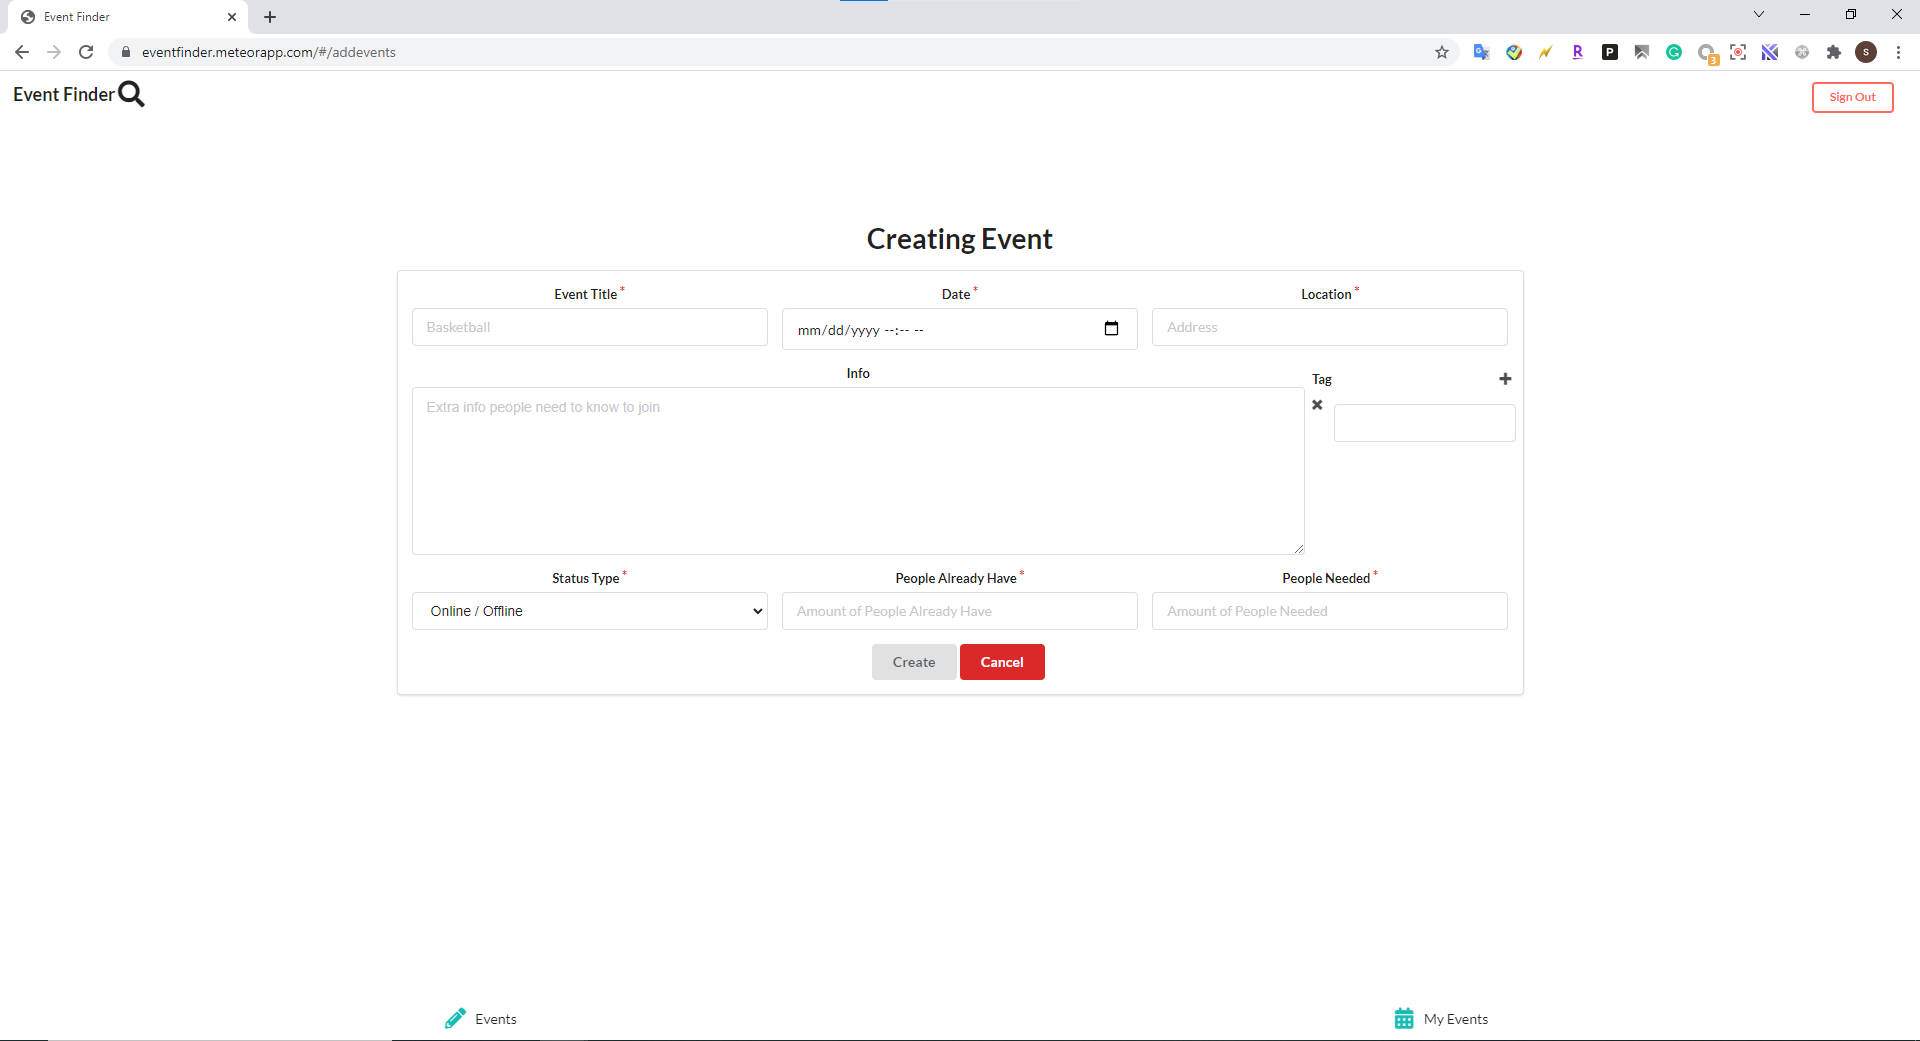 Event Finder
eventfinder.meteorapp.com/#/addevents
R
P
3
S
Event Finder
Sign Out
Creating Event
Event Title * Date * Location *
Basketball mm/dd/yyyy --:-- -- Address
Info Tag
Extra info people need to know to join
Status Type * People Already Have * People Needed *
Online / Offline Amount of People Already Have Amount of People Needed
Create Cancel
Events My Events